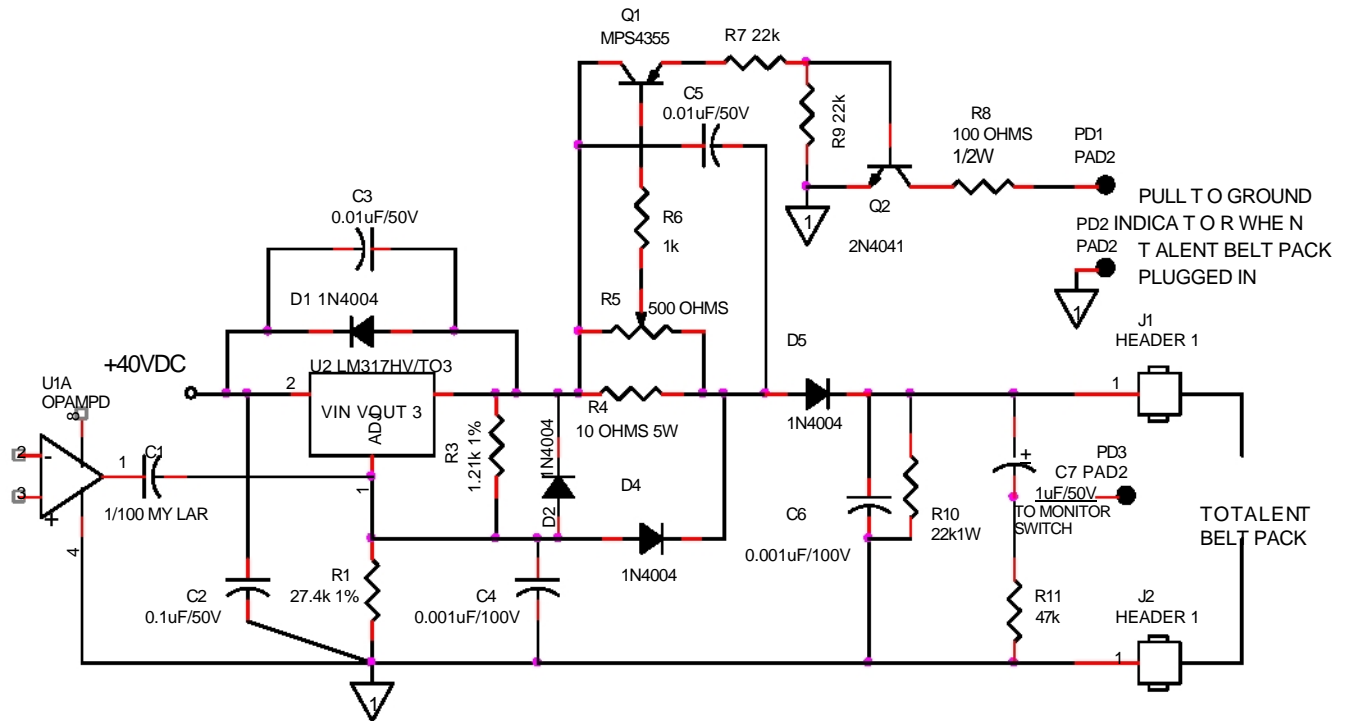 Q1
MPS4355
R7 22k
C5
0.01uF/50V
R9 22k
R8
100 OHMS
1/2W
PD1
PAD2
C3
0.01uF/50V
R6
1k
1
Q2
2N4041
PULL T O GROUND
PD2 INDICA T O R WHE N
PAD2
T ALENT BELT PACK
PLUGGED IN
1
D1 1N4004
R5
500 OHMS
D5
J1
HEADER 1
+40VDC
U2 LM317HV/TO3
U1A
OPAMPD
8
2
VIN VOUT 3
ADJ
1
R4
10 OHMS 5W
1N4004
1
2
-
3
+
1
C1
1/100 MY LAR
4
R3
1.21k 1%
1N4004
D2
D4
1N4004
C6
0.001uF/100V
R10
22k1W
+
C7 PAD2
PD3
1uF/50V
TO MONITOR
SWITCH
TOTALENT
BELT PACK
C2
0.1uF/50V
R1
27.4k 1%
C4
0.001uF/100V
R11
47k
J2
HEADER 1
1
1